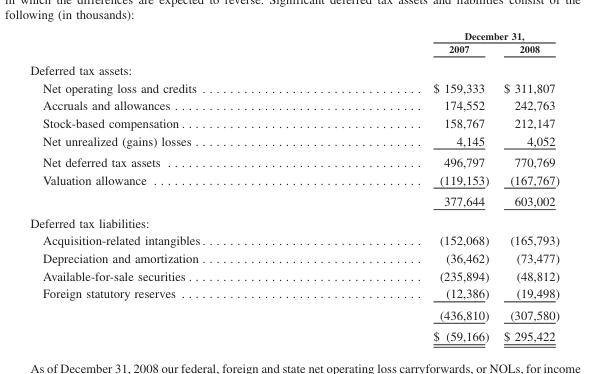 in which the differences are expected to reverse. Significant deferred tax assets and liabilities consist of the
following (in thousands):
December 31,
2007 2008
Deferred tax assets:
Net operating loss and credits $ 159,333 $ 311,807
Accruals and allowances 174,552 242,763
Stock-based compensation 158,767 212,147
Net unrealized (gains) losses 4,145 4,052
Net deferred tax assets 496,797 770,769
Valuation allowance (119,153) (167,767)
377,644 603,002
Deferred tax liabilities:
Acquisition-related intangibles (152,068) (165,793)
Depreciation and amortization (36,462) (73,477)
Available-for-sale securities (235,894) (48,812)
Foreign statutory reserves (12,386) (19,498)
(436,810) (307,580)
$ (59,166) $ 295,422
As of December 31, 2008 our federal, foreign and state net operating loss carryforwards, or NOLs, for income